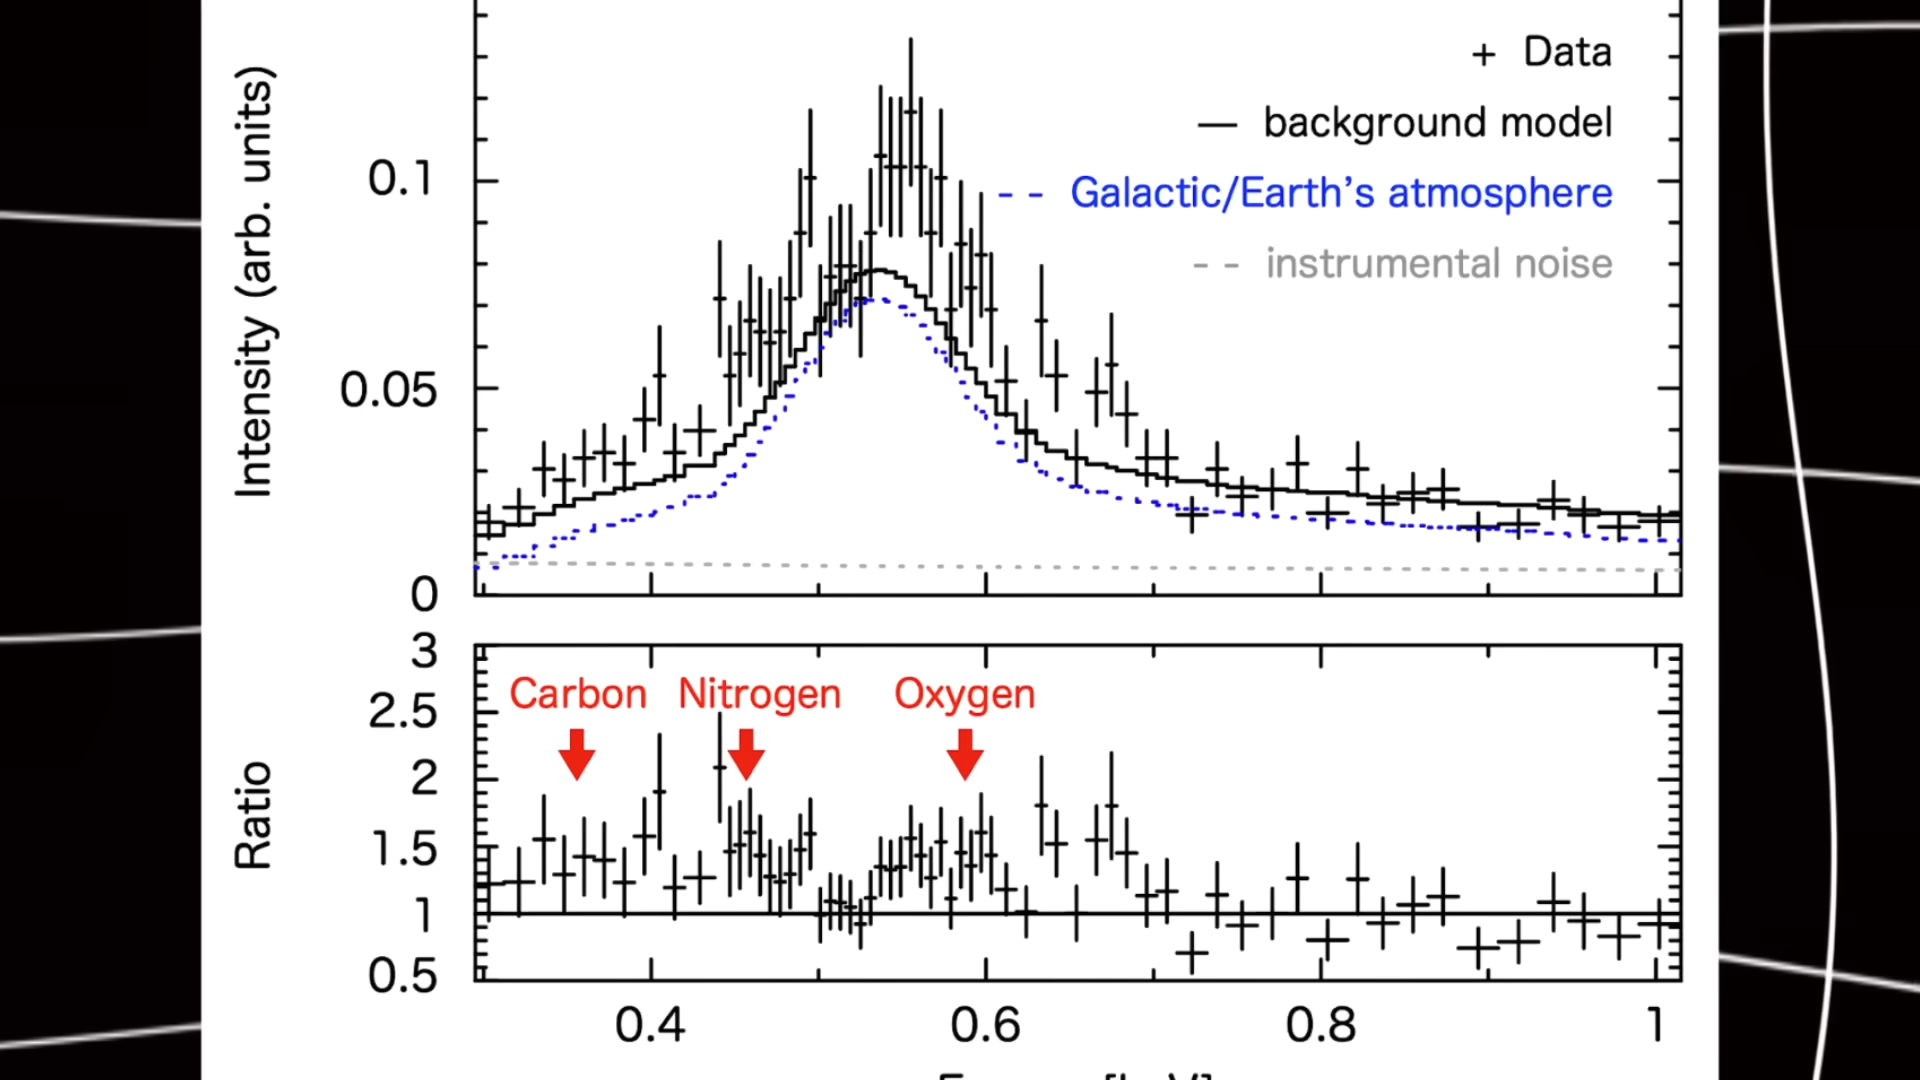 Intensity (arb. units)
0.1
0.05
0
+ Data
— background model
-- Galactic/Earth's atmosphere
-- instrumental noise
Ratio
3
2.5
2
1.5
1
0.5
Carbon Nitrogen Oxygen
0.4 0.6 0.8 1